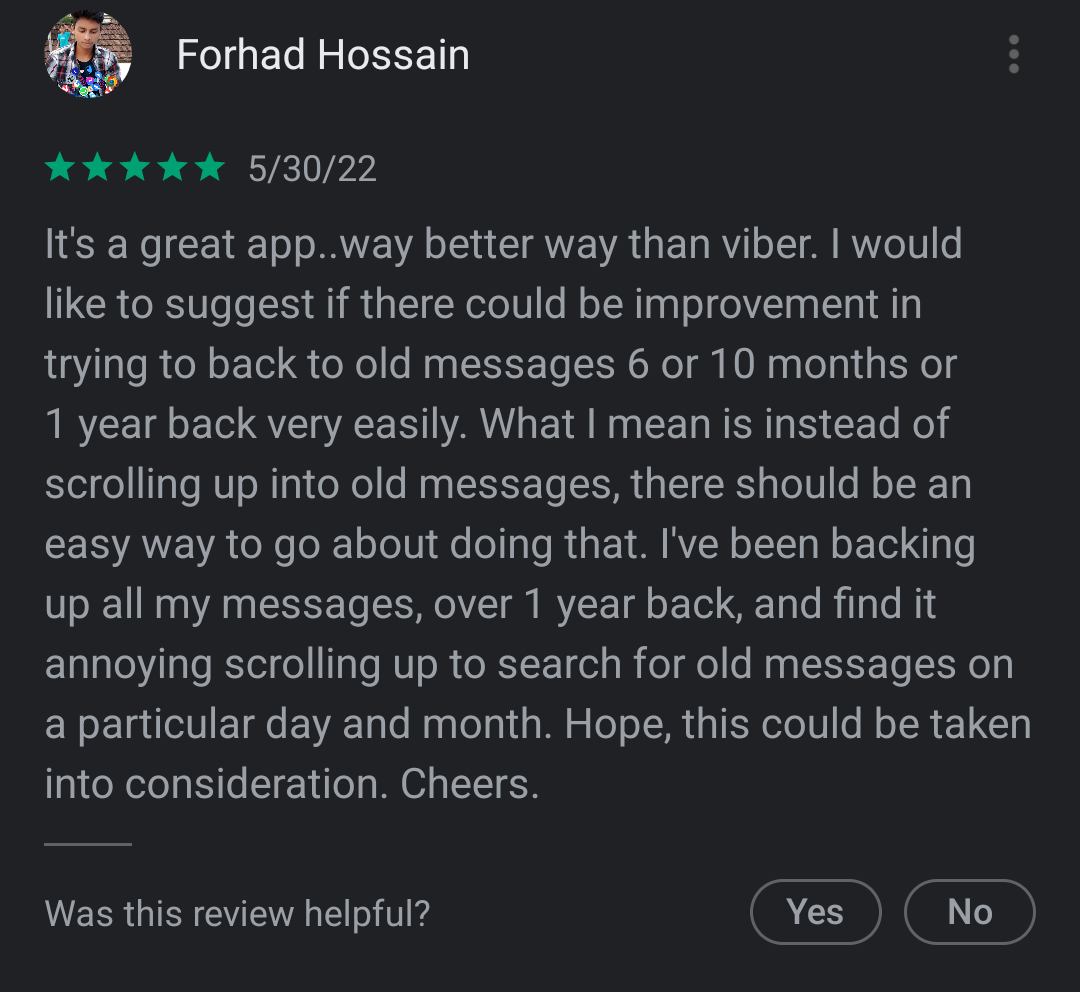 Forhad Hossain
5/30/22
It's a great app..way better way than viber. I would
like to suggest if there could be improvement in
trying to back to old messages 6 or 10 months or
1 year back very easily. What I mean is instead of
scrolling up into old messages, there should be an
easy way to go about doing that. I've been backing
up all my messages, over 1 year back, and find it
annoying scrolling up to search for old messages on
a particular day and month. Hope, this could be taken
into consideration. Cheers.
Was this review helpful?
Yes
No